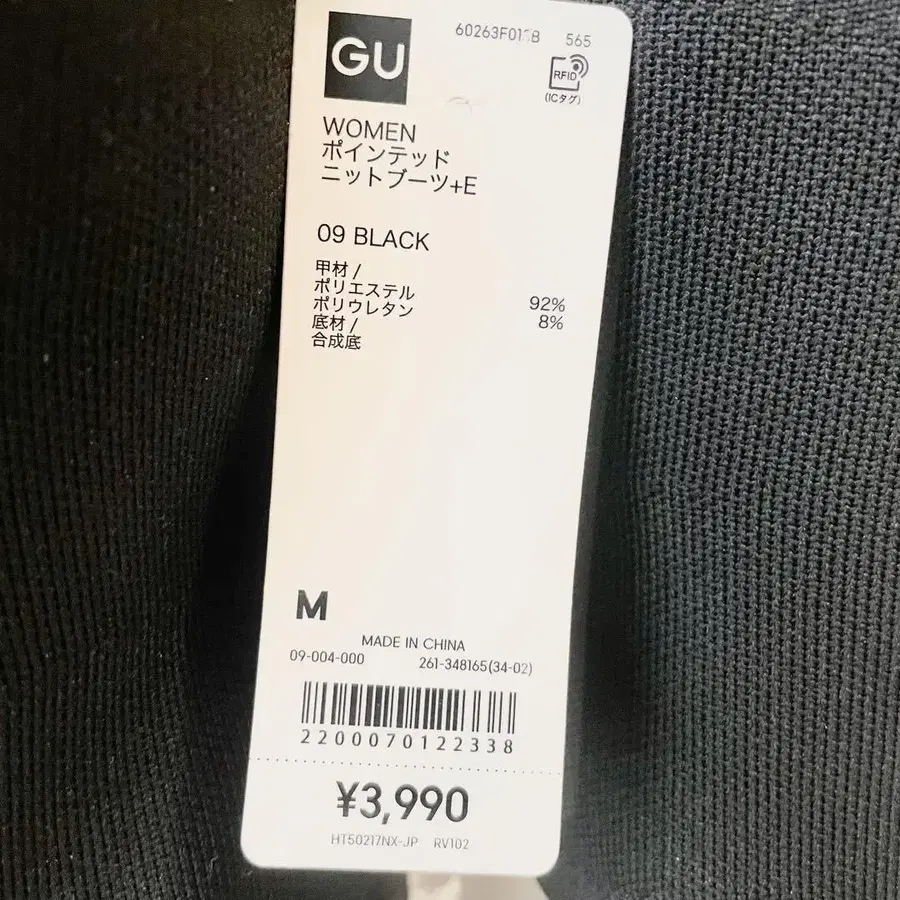 GU
565
RFID
(ICタグ)
WOMEN
ポインテッド
ニットブーツ+E
09 BLACK
甲材 /
ポリエステル 92%
ポリウレタン 8%
底材 /
合成底
M
MADE IN CHINA
09-004-000 261-348165(34-02)
2200070122338
¥3,990
HT50217NX-JP RV102